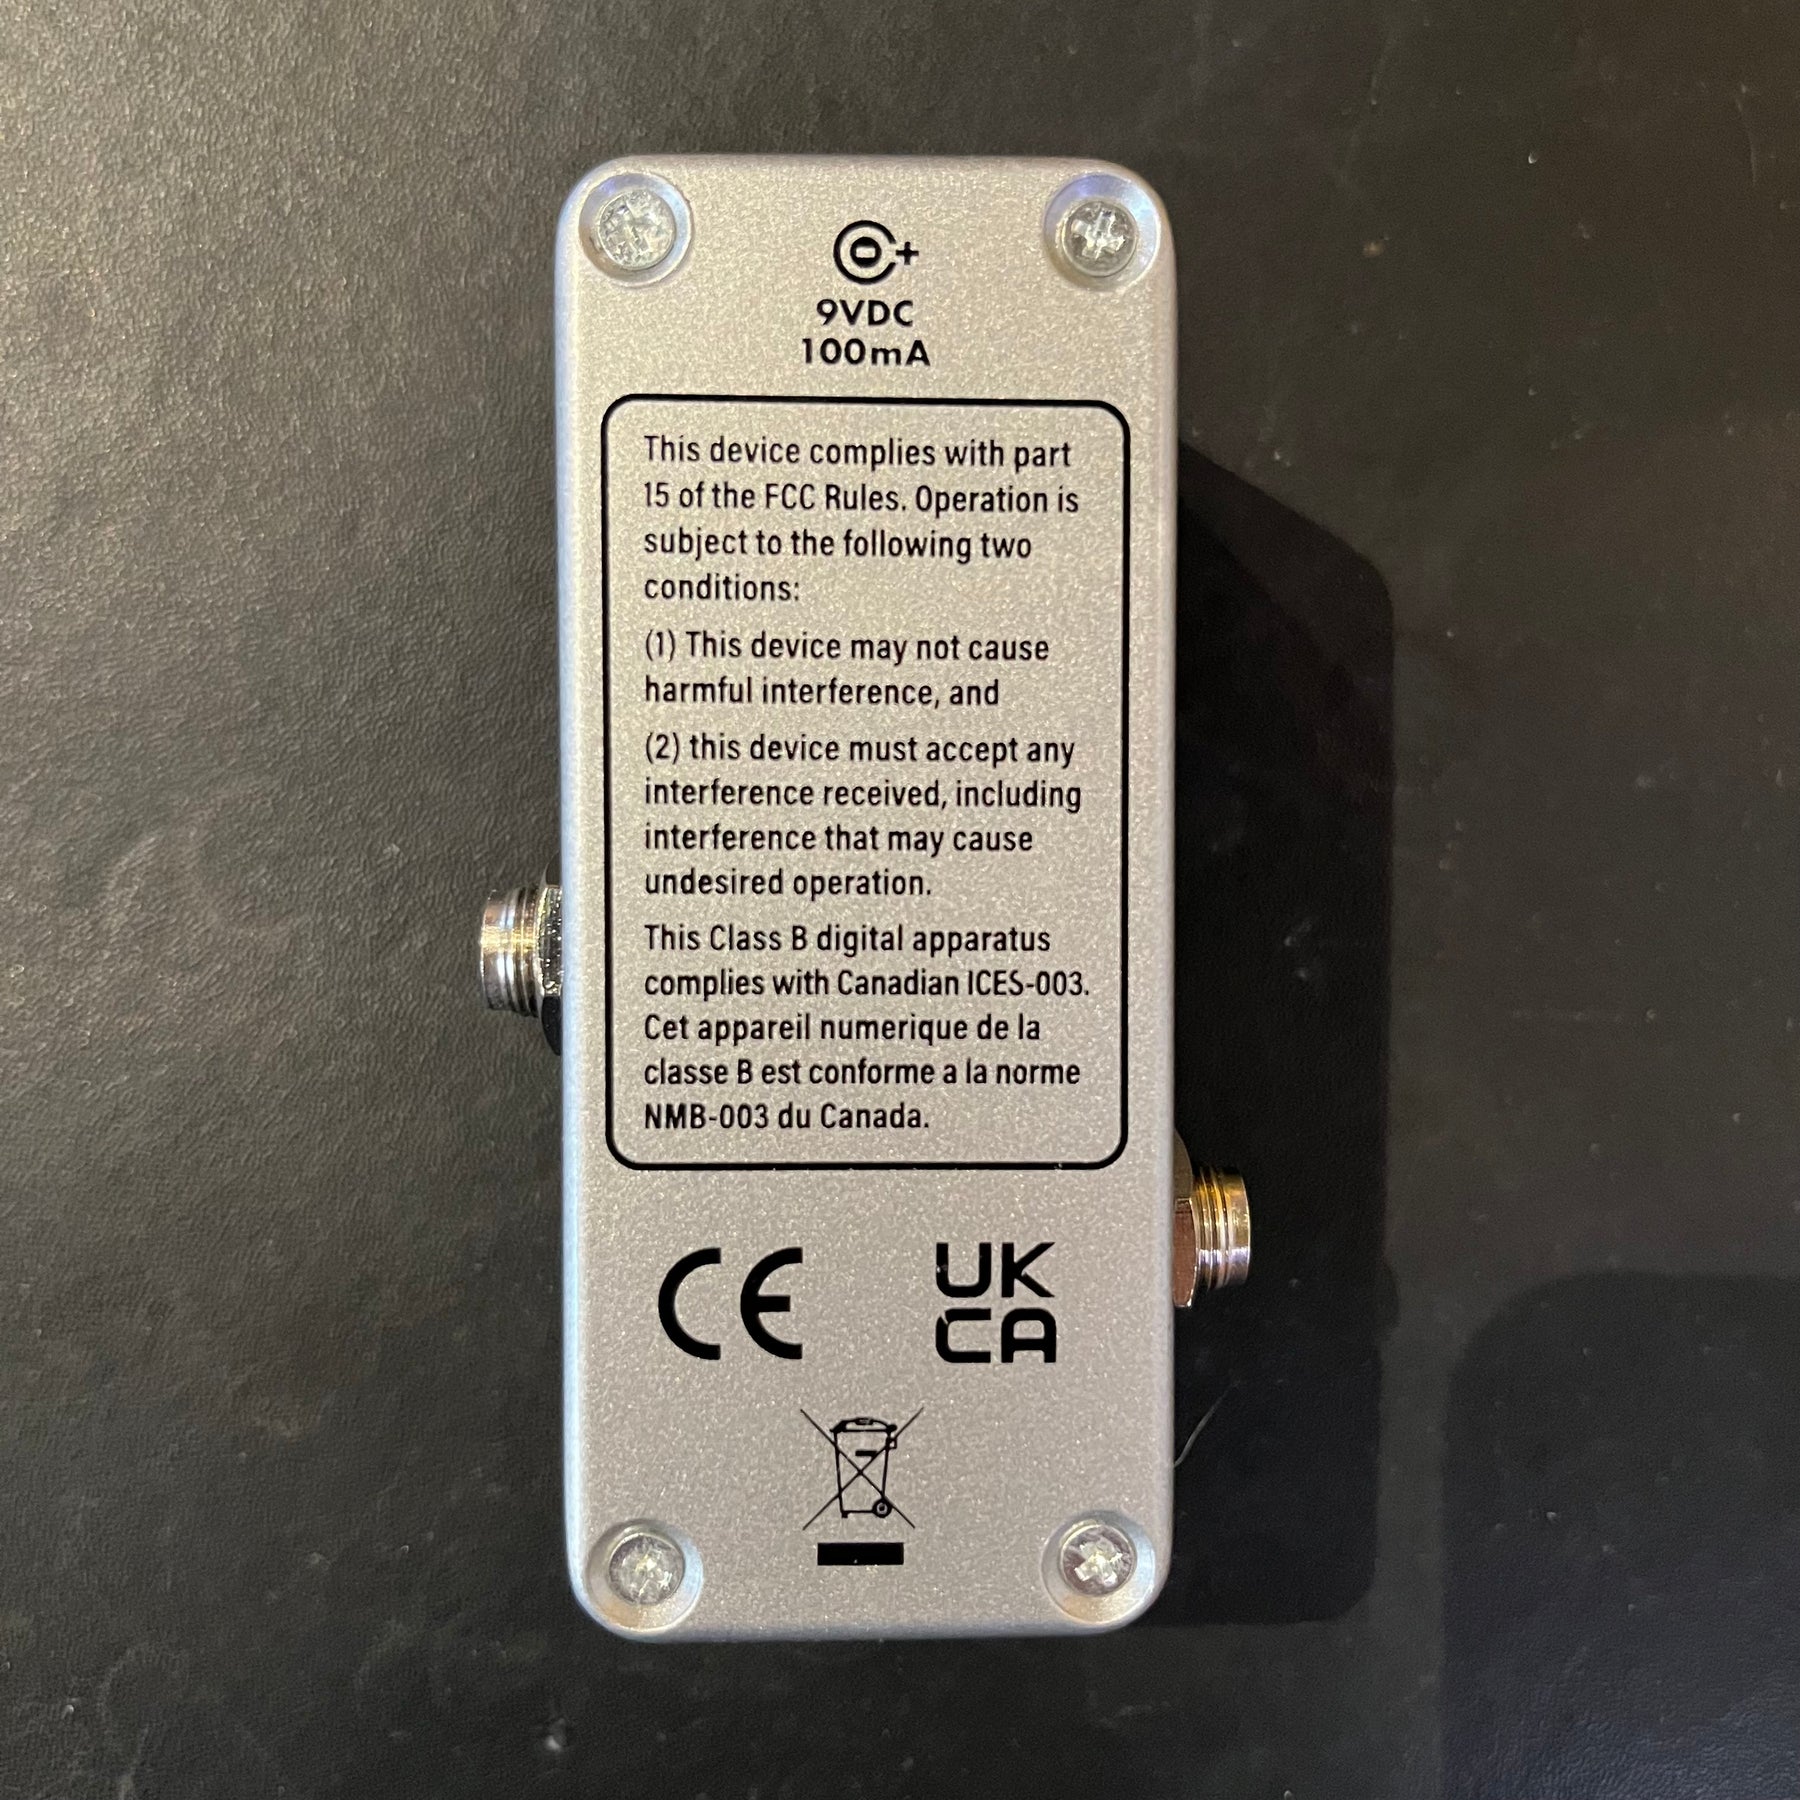 +
9VDC
100mA
This device complies with part
15 of the FCC Rules. Operation is
subject to the following two
conditions:
(1) This device may not cause
harmful interference, and
(2) this device must accept any
interference received, including
interference that may cause
undesired operation.
This Class B digital apparatus
complies with Canadian ICES-003.
Cet appareil numerique de la
classe B est conforme a la norme
NMB-003 du Canada.
CE
UK
CA